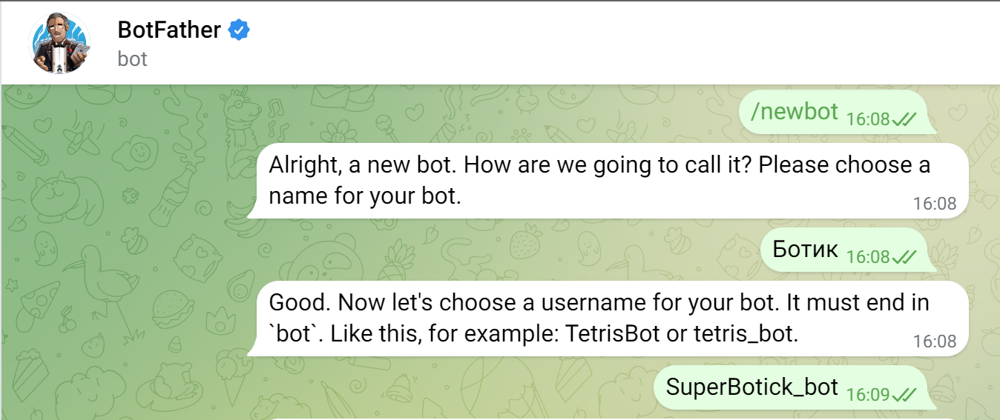 BotFather
bot
/newbot 16:08
Alright, a new bot. How are we going to call it? Please choose a
name for your bot.
16:08
Ботик 16:08
Good. Now let's choose a username for your bot. It must end in
`bot`. Like this, for example: TetrisBot or tetris_bot.
16:08
SuperBotick_bot 16:09